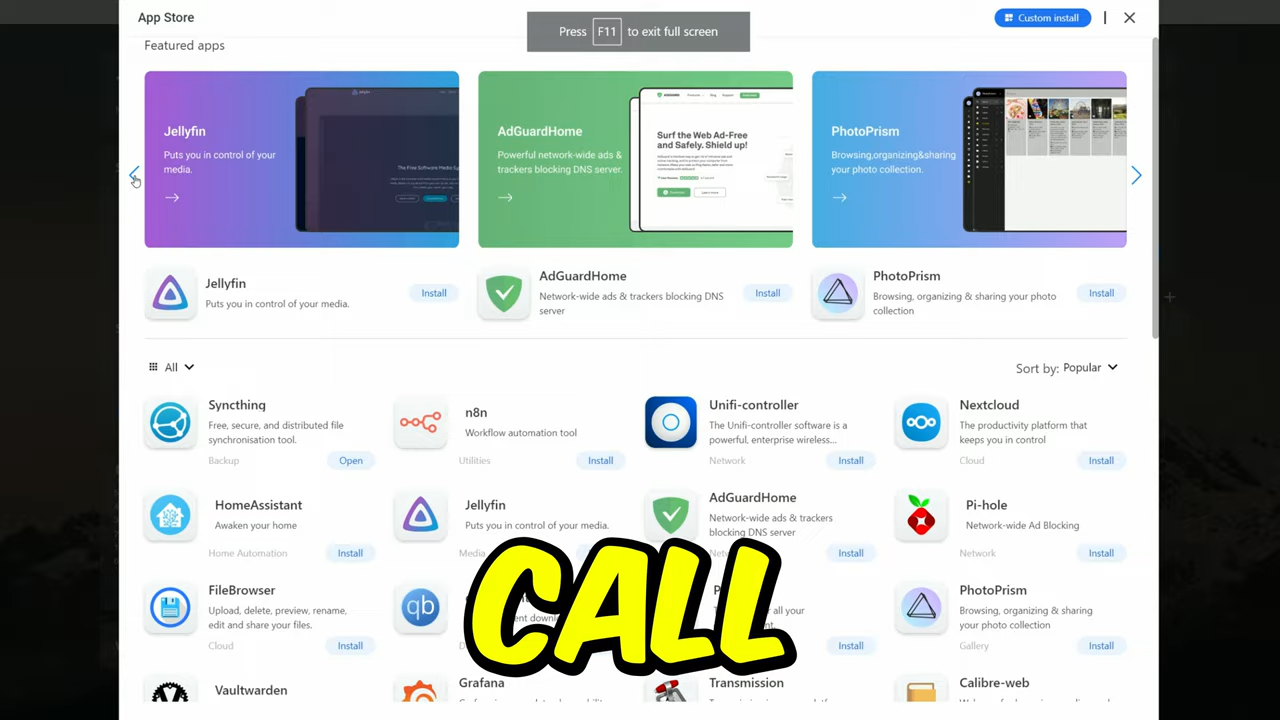 App Store
Custom install
Press F11 to exit full screen
Featured apps
Jellyfin
Puts you in control of your
media.
AdGuardHome
Powerful network-wide ads &
trackers blocking DNS server.
Surf the Web Ad-Free
and Safely. Shield up!
PhotoPrism
Browsing,organizing&sharing
your photo collection.
Jellyfin
Puts you in control of your media.
Install
AdGuardHome
Network-wide ads & trackers blocking DNS
server
Install
PhotoPrism
Browsing, organizing & sharing your photo
collection
Install
All
Sort by: Popular
Syncthing
Free, secure, and distributed file
synchronisation tool.
Backup
Open
n8n
Workflow automation tool
Utilities
Install
Unifi-controller
The Unifi-controller software is a
powerful, enterprise wireless...
Network
Install
Nextcloud
The productivity platform that
keeps you in control
Cloud
Install
HomeAssistant
Awaken your home
Home Automation
Install
Jellyfin
Puts you in control of your media.
AdGuardHome
Network-wide ads & trackers
blocking DNS server
Install
Pi-hole
Network-wide Ad Blocking
Network
Install
FileBrowser
Upload, delete, preview, rename,
edit and share your files.
Cloud
Install
qb
all your
Install
PhotoPrism
Browsing, organizing & sharing
your photo collection
Gallery
Install
CALL
Vaultwarden
Grafana
Transmission
Calibre-web